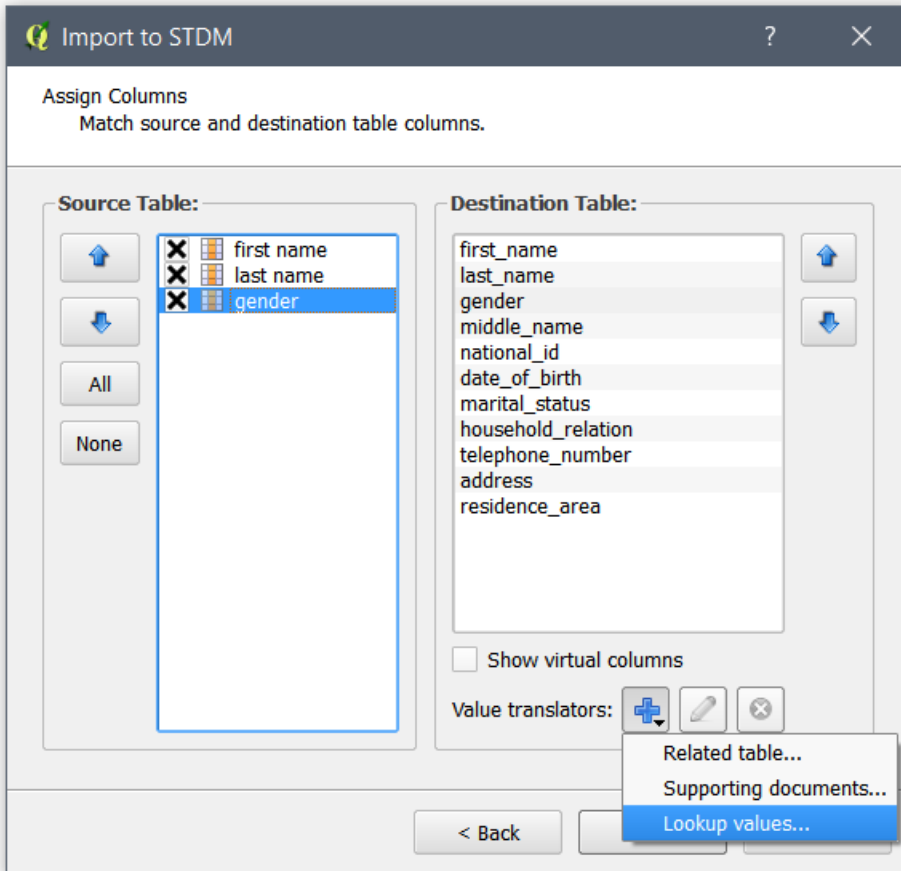 Import to STDM
Assign Columns
Match source and destination table columns.
Source Table:
first name
last name
gender
All
None
Destination Table:
first_name
last_name
gender
middle_name
national_id
date_of_birth
marital_status
household_relation
telephone_number
address
residence_area
Show virtual columns
Value translators:
Related table...
Supporting documents...
Lookup values...
< Back